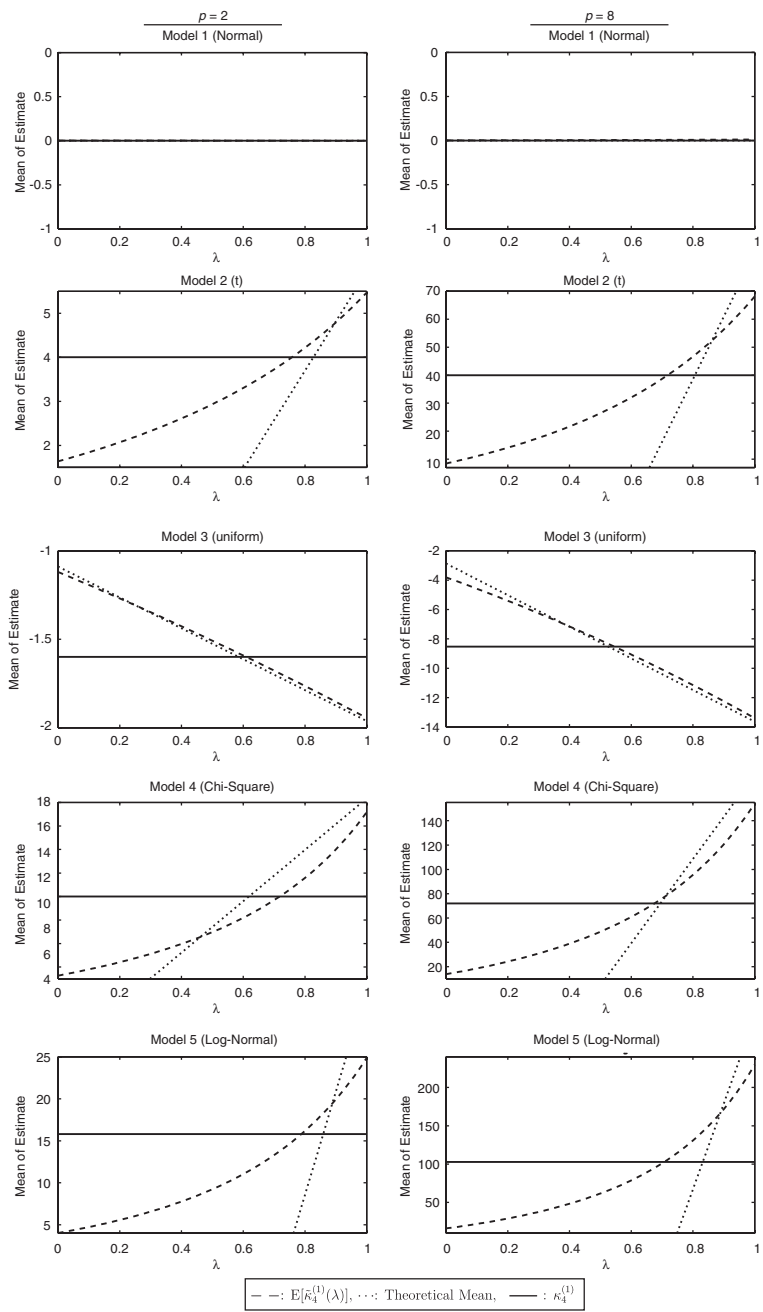 p = 2
p = 8
Model 1 (Normal)
0
0.5
0
-0.5
-1
Mean of Estimate
0 0.2 0.4 0.6 0.8 1
λ
Model 1 (Normal)
0
0.5
0
-0.5
-1
Mean of Estimate
0 0.2 0.4 0.6 0.8 1
λ
Model 2 (t)
5
4
3
2
Mean of Estimate
0 0.2 0.4 0.6 0.8 1
λ
Model 2 (t)
70
60
50
40
30
20
10
Mean of Estimate
0 0.2 0.4 0.6 0.8 1
λ
Model 3 (uniform)
-1
-1.5
-2
Mean of Estimate
0 0.2 0.4 0.6 0.8 1
λ
Model 3 (uniform)
-2
-4
-6
-8
-10
-12
-14
Mean of Estimate
0 0.2 0.4 0.6 0.8 1
λ
Model 4 (Chi-Square)
18
16
14
12
10
8
6
4
Mean of Estimate
0 0.2 0.4 0.6 0.8 1
λ
Model 4 (Chi-Square)
140
120
100
80
60
40
20
Mean of Estimate
0 0.2 0.4 0.6 0.8 1
λ
Model 5 (Log-Normal)
25
20
15
10
5
Mean of Estimate
0 0.2 0.4 0.6 0.8 1
λ
Model 5 (Log-Normal)
200
150
100
50
Mean of Estimate
0 0.2 0.4 0.6 0.8 1
λ
– –: E[κ̃₄⁽¹⁾(λ)], ···: Theoretical Mean, —: κ₄⁽¹⁾